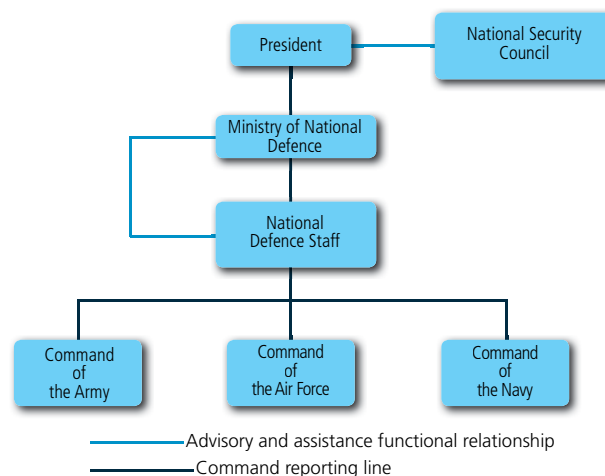 President
National Security
Council
Ministry of National
Defence
National
Defence Staff
Command
of
the Army
Command
of
the Air Force
Command
of
the Navy
Advisory and assistance functional relationship
Command reporting line